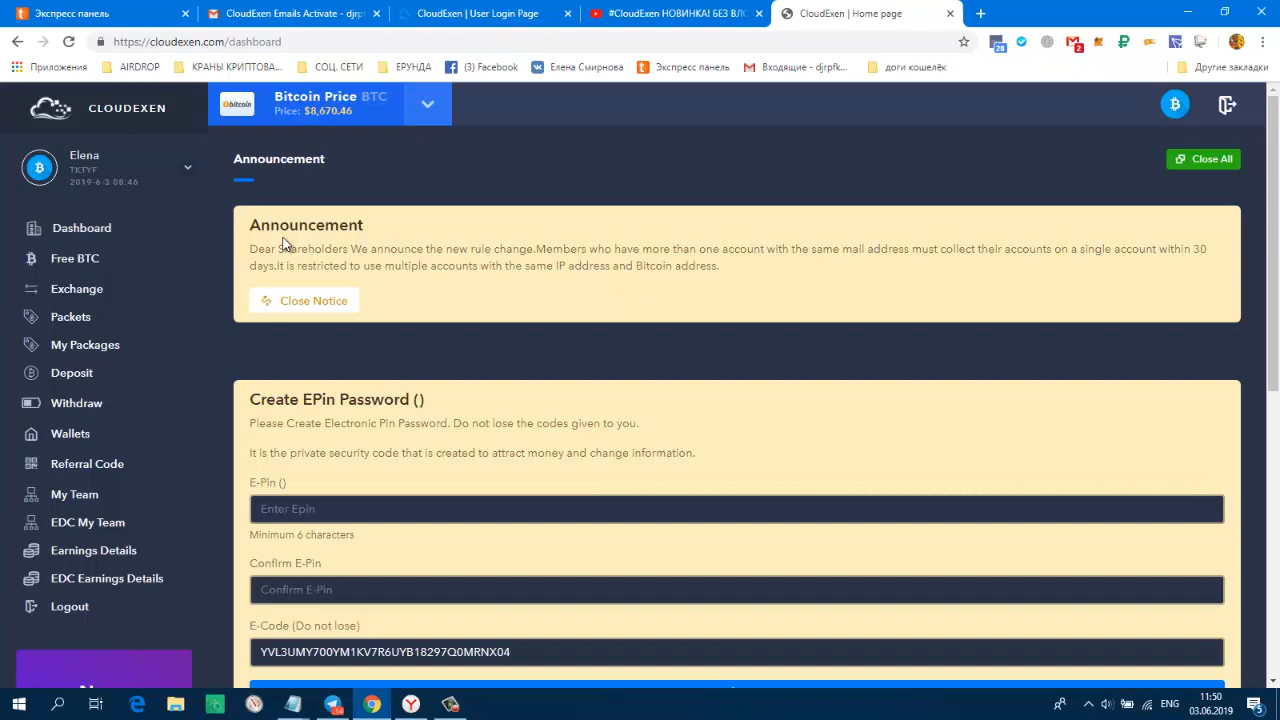 Экспресс панель
CloudExen Emails Activate - djrpf
CloudExen | User Login Page
#CloudExen НОВИНКА! БЕЗ ВЛО
CloudExen | Home page
https://cloudexen.com/dashboard
28
2
Приложения
AIRDROP
КРАНЫ КРИПТОВА...
СОЦ. СЕТИ
ЕРУНДА
Facebook
Елена Смирнова
Экспресс панель
Входящие - djrpfk...
доги кошелёк
Другие закладки
CLOUDEXEN
bitcoin
Bitcoin Price BTC
Price: $8,670.46
Elena
TKTYF
2019-6-3 08:46
Dashboard
Free BTC
Exchange
Packets
My Packages
Deposit
Withdraw
Wallets
Referral Code
My Team
EDC My Team
Earnings Details
EDC Earnings Details
Logout
Announcement
Close All
Announcement
Dear Shareholders We announce the new rule change.Members who have more than one account with the same mail address must collect their accounts on a single account within 30
days.It is restricted to use multiple accounts with the same IP address and Bitcoin address.
Close Notice
Create EPin Password ()
Please Create Electronic Pin Password. Do not lose the codes given to you.
It is the private security code that is created to attract money and change information.
E-Pin ()
Enter Epin
Minimum 6 characters
Confirm E-Pin
Confirm E-Pin
E-Code (Do not lose)
YVL3UMY700YM1KV7R6UYB18297Q0MRNX04
ENG
11:50
03.06.2019
5